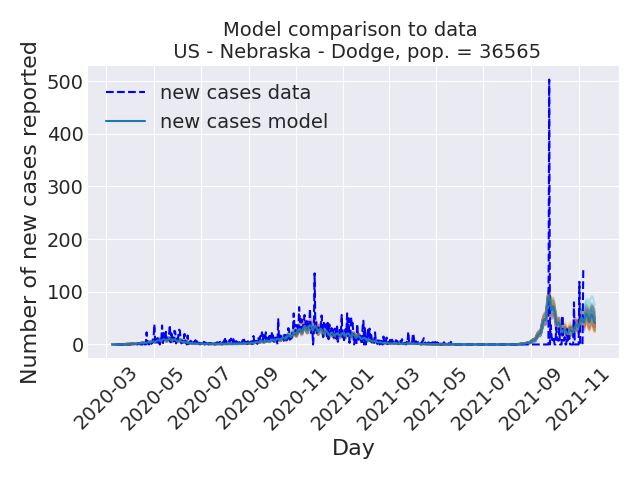 Model comparison to data
US - Nebraska - Dodge, pop. = 36565
Number of new cases reported
500
400
300
200
100
0
new cases data
new cases model
2020-03
2020-05
2020-07
2020-09
2020-11
2021-01
2021-03
2021-05
2021-07
2021-09
2021-11
Day